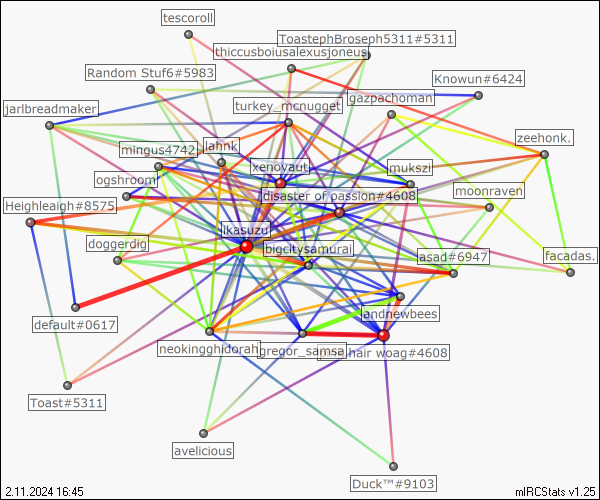 tescoroll
ToastephBroseph5311#5311
thiccusboiusalexusjoneus
Random Stuf6#5983
Knowun#6424
jarlbreadmaker
turkey_mcnugget
gazpachoman
zeehonk.
mingus4742
lahnk
xenovaut
mukszi
ogshroom
disaster of passion#4608
moonraven
Heighleaigh#8575
ikasuzu
doggerdig
bigcitysamurai
asad#6947
facadas.
default#0617
landnewbees
neokingghidorah
gregor_samsa
hair woag#4608
Toast#5311
avelicious
Duck™#9103
2.11.2024 16:45
mIRCStats v1.25